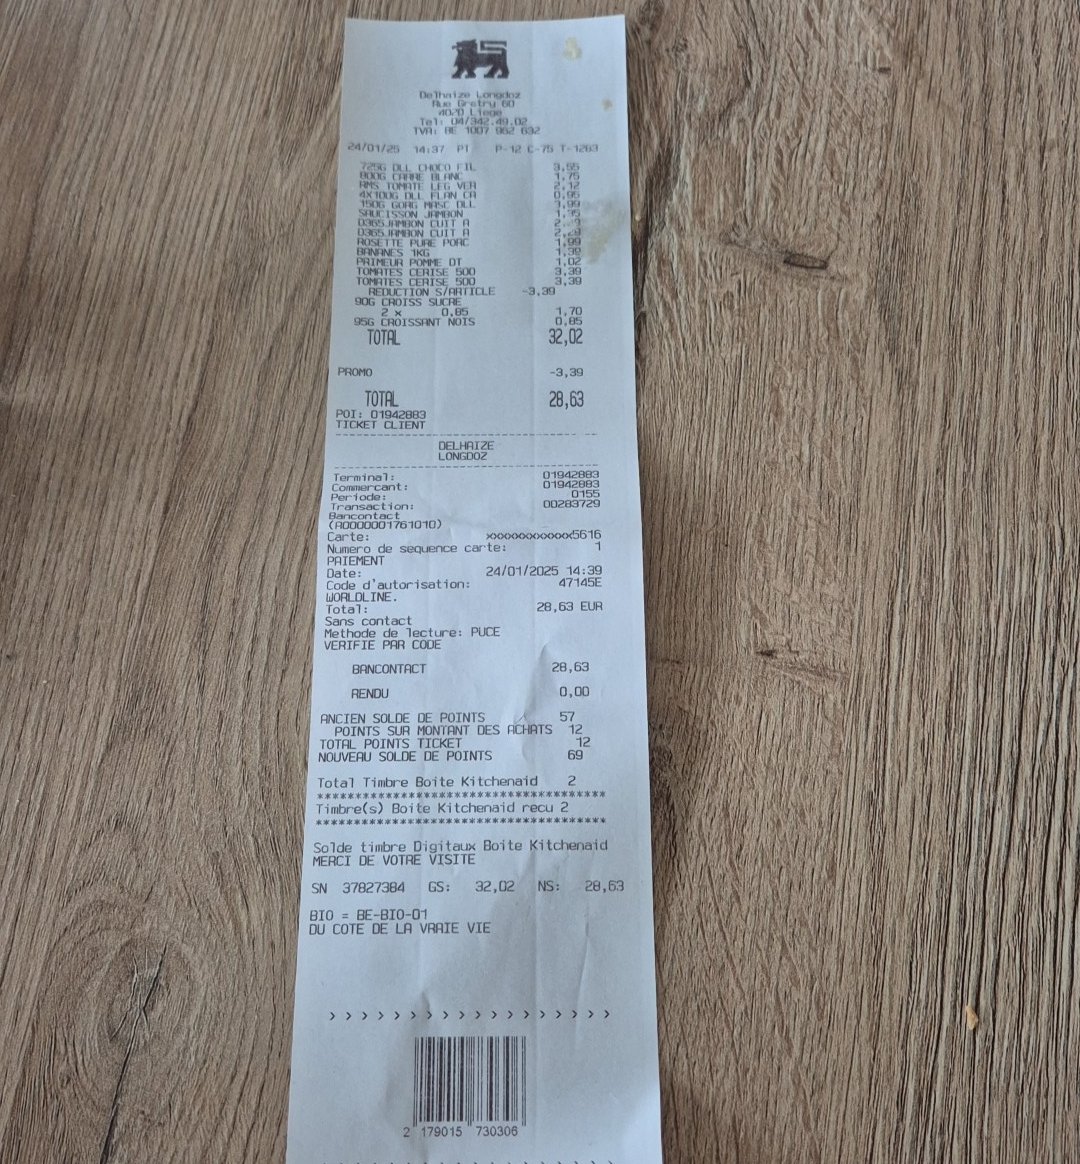 Delhaize Longdoz
Rue Gretry 60
4020 Liege
Tel: 04/342.49.02
TVA: BE 1007 952 632
24/01/25 14:37 PT P-12 C-75 T-1263
725G DLL CHOCO FIL 3,55
800G CARRE BLANC 1,75
RMS TOMATE LEG VER 2,12
4X100G DLL FLAN CA 0,95
150G GORG MASC DLL 3,99
SAUCISSON JAMBON
0365JAMBON CUIT A
0365JAMBON CUIT A
ROSETTE PURE PORC 1,99
BANANES 1KG
PRIMEUR POMME DT 1,02
TOMATES CERISE 500 3,39
TOMATES CERISE 500 3,39
REDUCTION S/ARTICLE -3,39
90G CROISS SUCRE
2 x 0,85 1,70
95G CROISSANT NOIS 0,85
TOTAL 32,02
PROMO -3,39
TOTAL 28,63
POI: 01942883
TICKET CLIENT
DELHAIZE
LONGDOZ
Terminal: 01942883
Commercant: 01942883
Periode: 0155
Transaction: 00283729
Bancontact
(A0000001761010)
Carte: xxxxxxxxxxxxx5616
Numero de sequence carte: 1
PAIEMENT
Date: 24/01/2025 14:39
Code d'autorisation: 47145E
WORLDLINE.
Total: 28,63 EUR
Sans contact
Methode de lecture: PUCE
VERIFIE PAR CODE
BANCONTACT 28,63
RENDU 0,00
ANCIEN SOLDE DE POINTS 57
POINTS SUR MONTANT DES ACHATS 12
TOTAL POINTS TICKET 12
NOUVEAU SOLDE DE POINTS 69
Total Timbre Boite Kitchenaid 2
****************************************
Timbre(s) Boite Kitchenaid recu 2
****************************************
Solde timbre Digitaux Boite Kitchenaid
MERCI DE VOTRE VISITE
SN 37827384 GS: 32,02 NS: 28,63
BIO = BE-BIO-01
DU COTE DE LA VRAIE VIE
> > > > > > > > > > > > > > > > > >
2 179015 730306